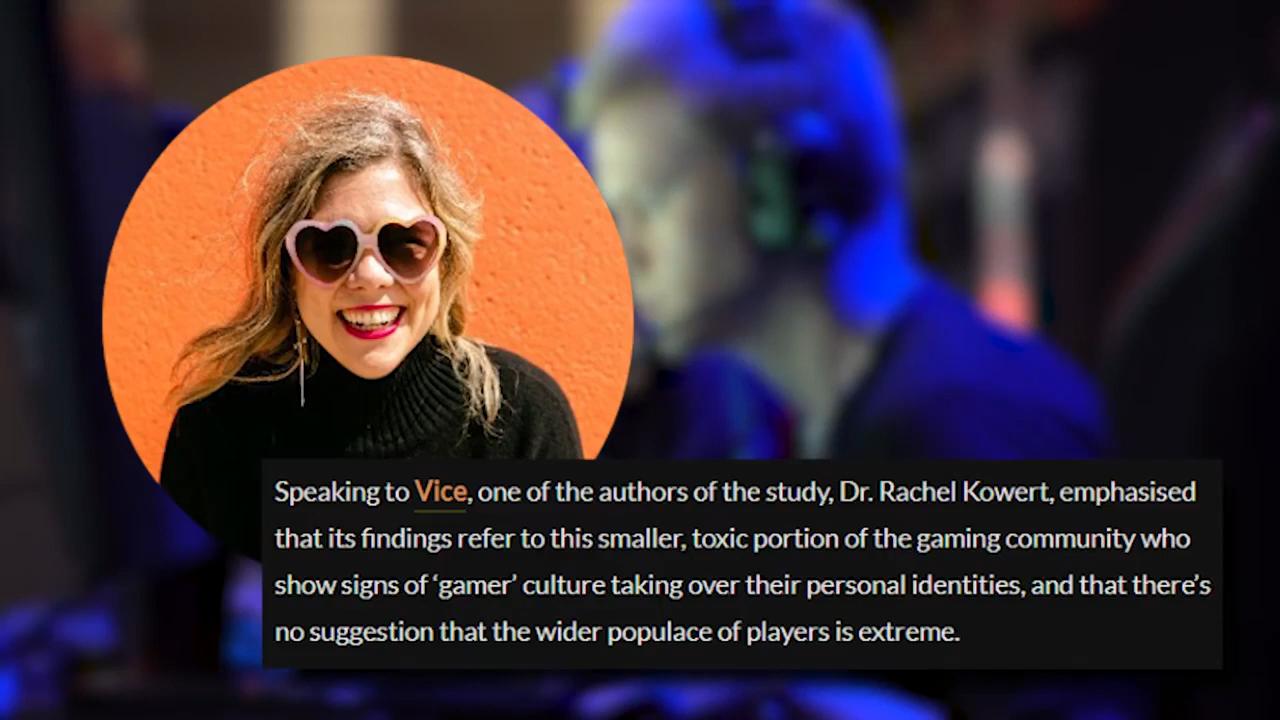 Speaking to Vice, one of the authors of the study, Dr. Rachel Kowert, emphasised
that its findings refer to this smaller, toxic portion of the gaming community who
show signs of ‘gamer’ culture taking over their personal identities, and that there’s
no suggestion that the wider populace of players is extreme.